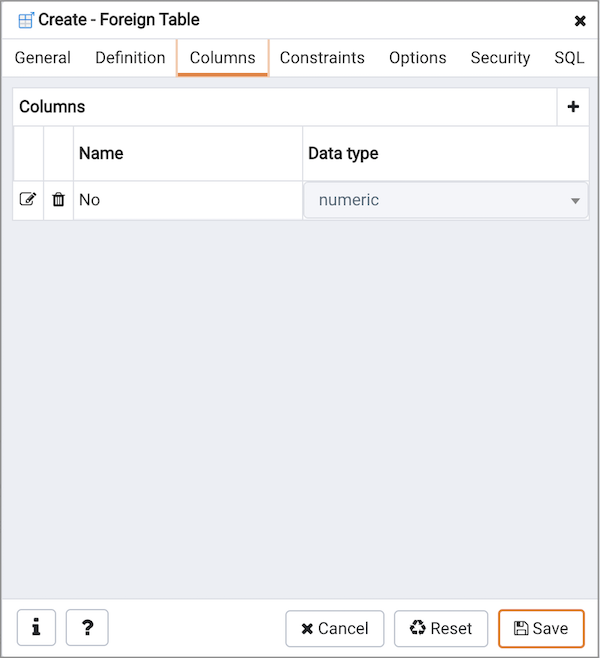 Create - Foreign Table
General Definition Columns Constraints Options Security SQL
Columns
Name Data type
No numeric
Cancel Reset Save